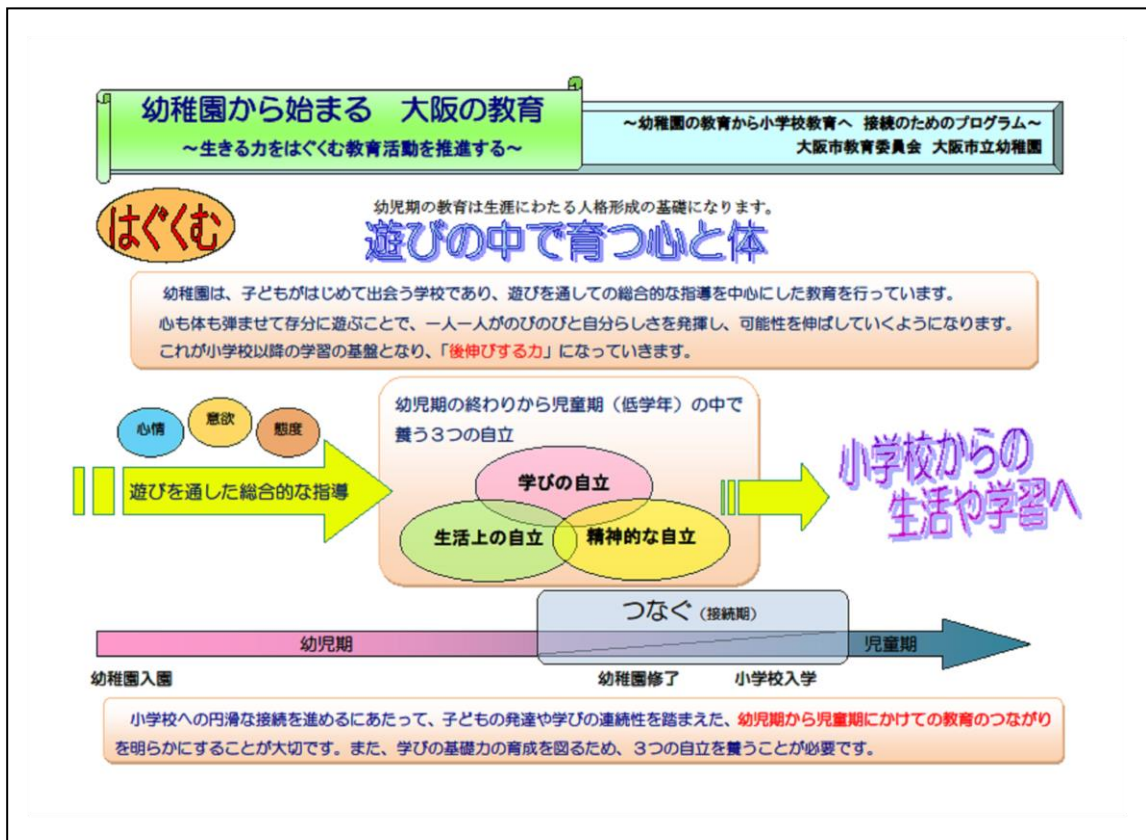 幼稚園から始まる 大阪の教育
～生きる力をはぐくむ教育活動を推進する～
～幼稚園の教育から小学校教育へ 接続のためのプログラム～
大阪市教育委員会 大阪市立幼稚園
はぐくむ
幼児期の教育は生涯にわたる人格形成の基礎になります。
遊びの中で育つ心と体
幼稚園は、子どもがはじめて出会う学校であり、遊びを通しての総合的な指導を中心にした教育を行っています。
心も体も弾ませて存分に遊ぶことで、一人一人がのびのびと自分らしさを発揮し、可能性を伸ばしていくようになります。
これが小学校以降の学習の基盤となり、「後伸びする力」になっていきます。
心情
意欲
態度
遊びを通した総合的な指導
幼児期の終わりから児童期（低学年）の中で
養う３つの自立
学びの自立
生活上の自立
精神的な自立
小学校からの
生活や学習へ
つなぐ（接続期）
幼児期
児童期
幼稚園入園
幼稚園修了
小学校入学
小学校への円滑な接続を進めるにあたって、子どもの発達や学びの連続性を踏まえた、幼児期から児童期にかけての教育のつながり
を明らかにすることが大切です。また、学びの基礎力の育成を図るため、３つの自立を養うことが必要です。